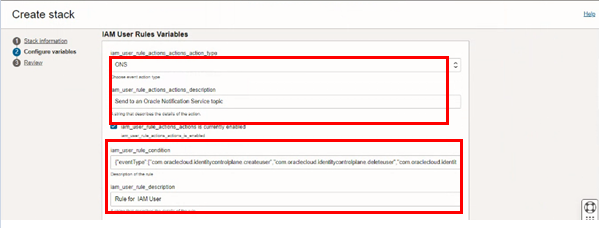 Create stack
Help
1 Stack information
2 Configure variables
3 Review
IAM User Rules Variables
iam_user_rule_actions_actions_action_type
ONS
Choose event action type
iam_user_rule_actions_actions_description
Send to an Oracle Notification Service topic
A string that describes the details of the action
iam_user_rule_actions_actions is currently enabled
iam_user_rule_actions_actions_is_enabled
iam_user_rule_condition
{"eventType":["com.oraclecloud.identitycontrolplane.createuser","com.oraclecloud.identitycontrolplane.deleteuser","com.oraclecloud.identit
Description of the rule
iam_user_rule_description
Rule for IAM User